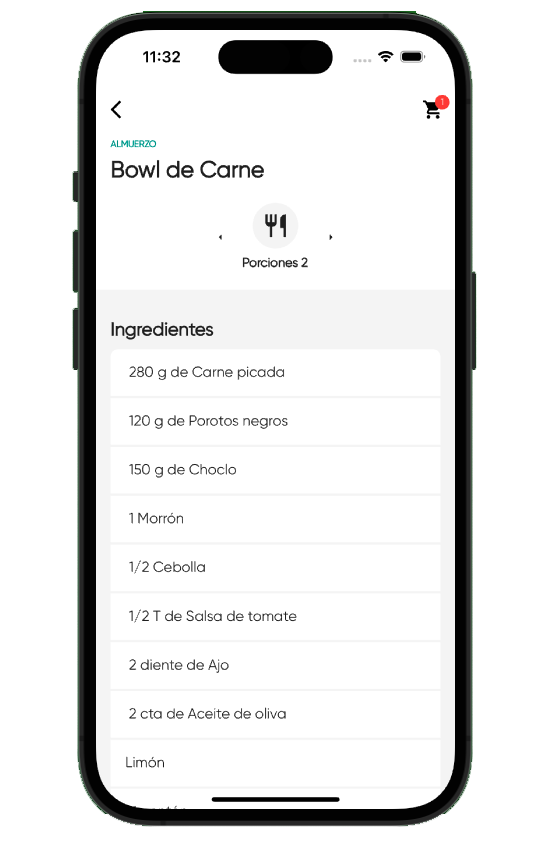 11:32
1
ALMUERZO
Bowl de Carne
Porciones 2
Ingredientes
280 g de Carne picada
120 g de Porotos negros
150 g de Choclo
1 Morrón
1/2 Cebolla
1/2 T de Salsa de tomate
2 diente de Ajo
2 cta de Aceite de oliva
Limón